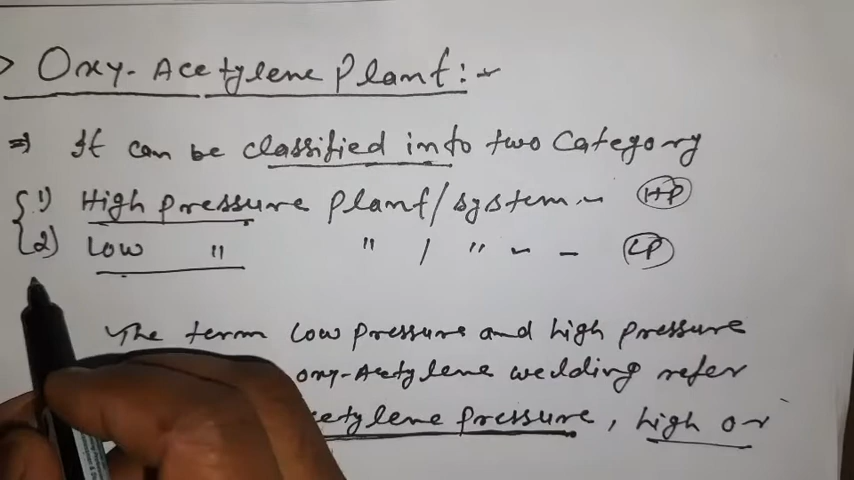 > Oxy-Acetylene Plant:-
⇒ It can be classified into two Category
1) High Pressure Plant/System - HP
2) Low " " / " - - LP
The term low pressure and high pressure
oxy-Acetylene welding refer
acetylene pressure, high or